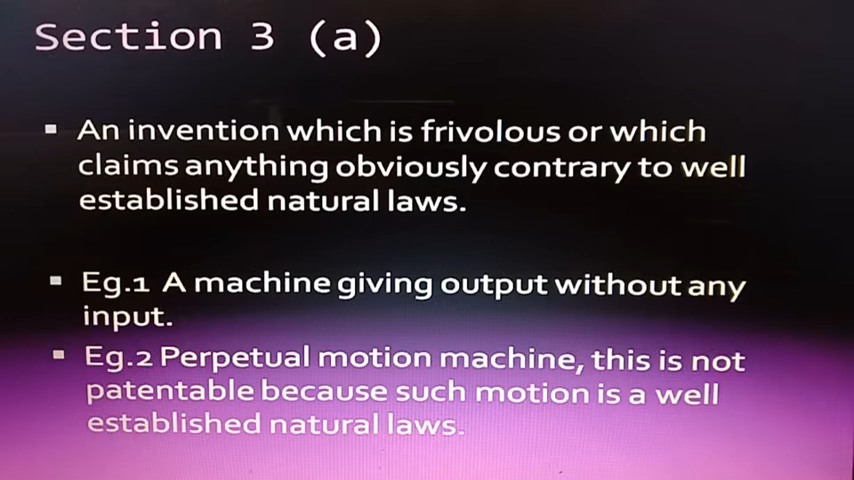 Section 3 (a)
▪ An invention which is frivolous or which
claims anything obviously contrary to well
established natural laws.
▪ Eg.1 A machine giving output without any
input.
▪ Eg.2 Perpetual motion machine, this is not
patentable because such motion is a well
established natural laws.